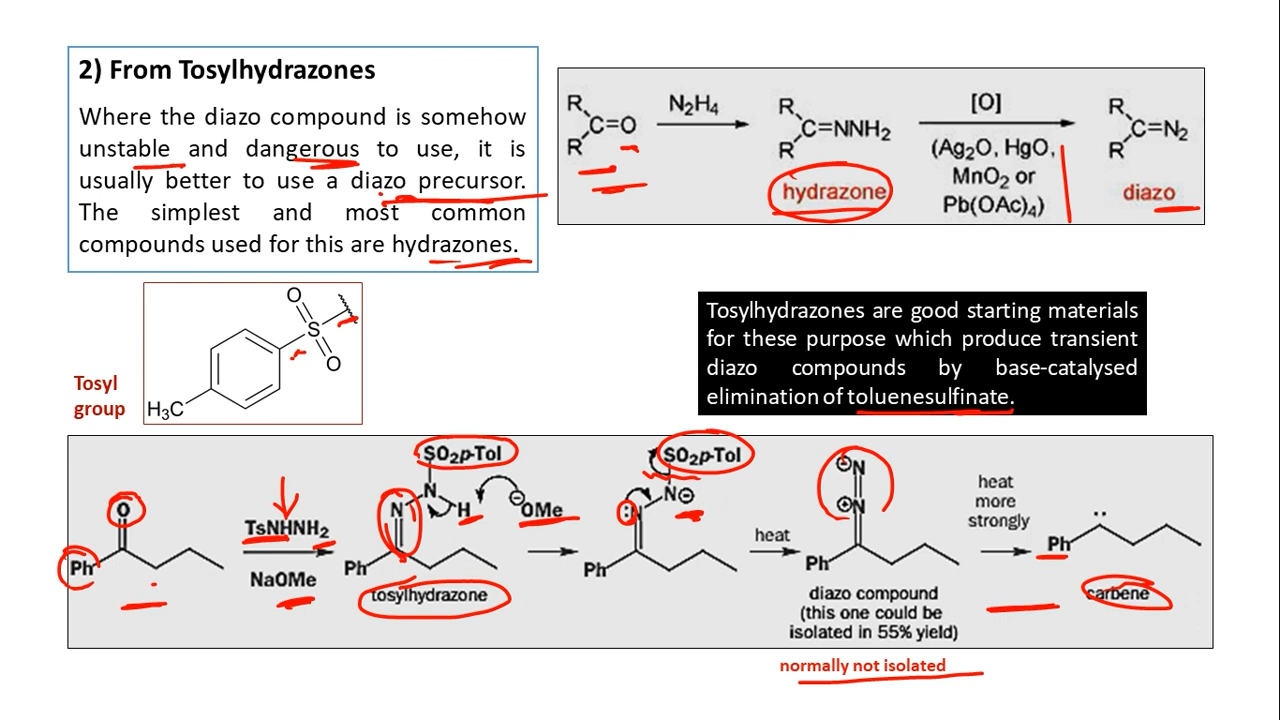 2) From Tosylhydrazones
Where the diazo compound is somehow
unstable and dangerous to use, it is
usually better to use a diazo precursor.
The simplest and most common
compounds used for this are hydrazones.
R
C=O
R
N₂H₄
R
C=NNH₂
R
hydrazone
[O]
(Ag₂O, HgO,
MnO₂ or
Pb(OAc)₄)
R
C=N₂
R
diazo
Tosyl
group
O
S
O
H₃C
Tosylhydrazones are good starting materials
for these purpose which produce transient
diazo compounds by base-catalysed
elimination of toluenesulfinate.
O
Ph
TsNHNH₂
NaOMe
SO₂p-Tol
N
N
H
⊖OMe
Ph
tosylhydrazone
SO₂p-Tol
N⊖
:N
Ph
heat
⊖N
⊕N
Ph
diazo compound
(this one could be
isolated in 55% yield)
normally not isolated
heat
more
strongly
Ph
carbene